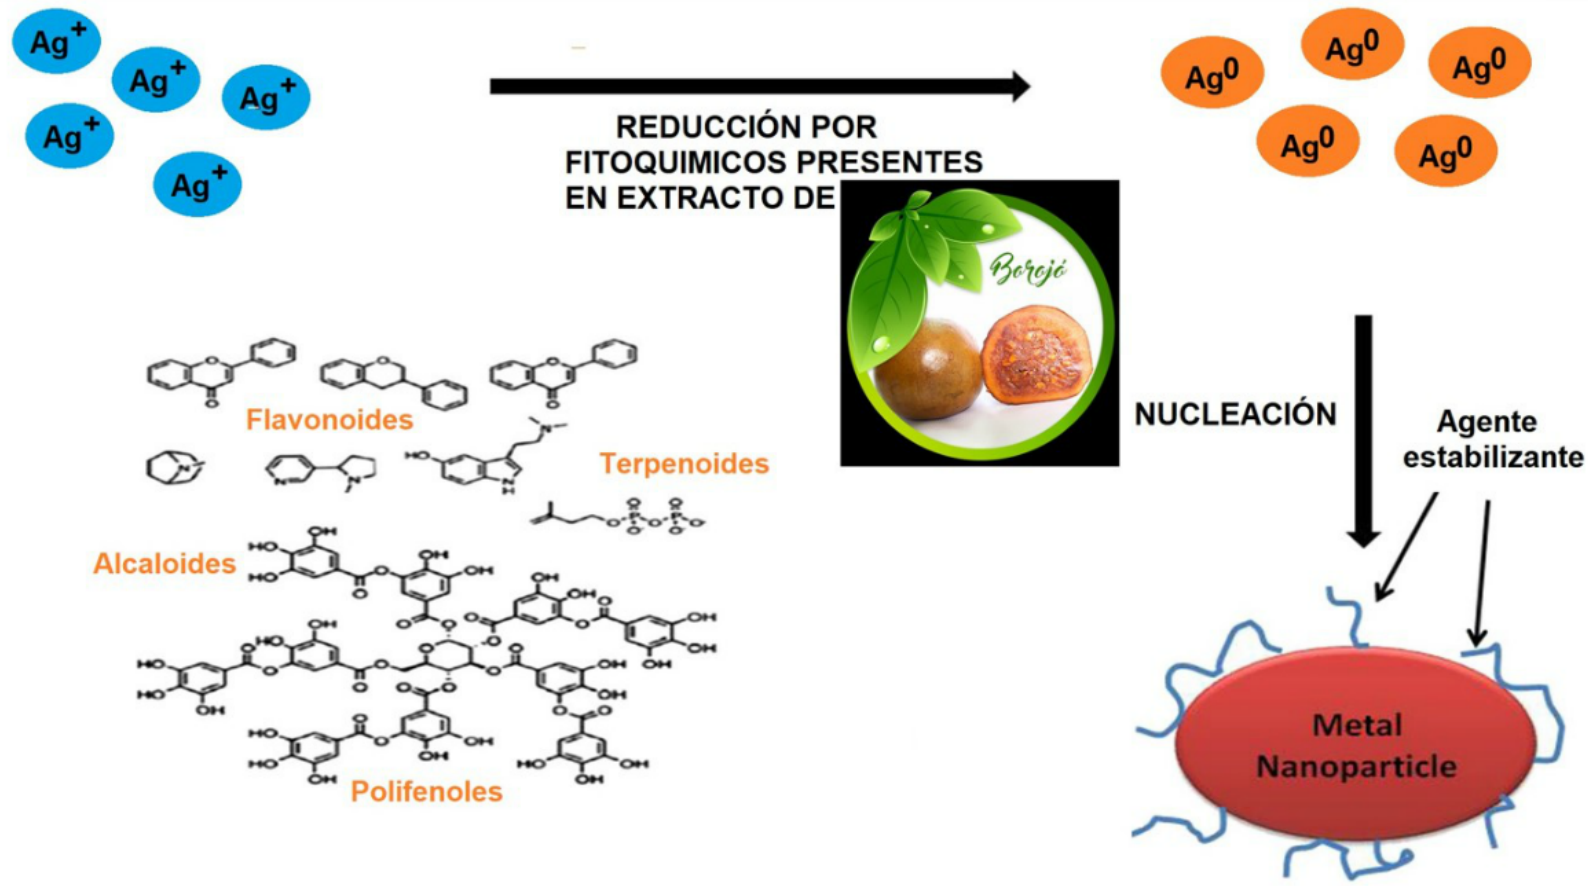 Ag+
Ag+
Ag+
Ag+
Ag+
REDUCCIÓN POR
FITOQUIMICOS PRESENTES
EN EXTRACTO DE
Borojó
Ag0
Ag0
Ag0
Ag0
Ag0
NUCLEACIÓN
Agente
estabilizante
Metal
Nanoparticle
Flavonoides
Terpenoides
Alcaloides
Polifenoles